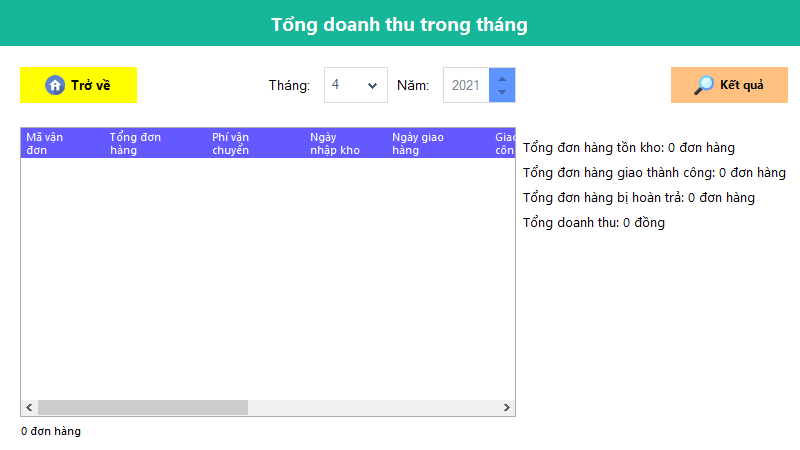 Tổng doanh thu trong tháng
Trở về
Tháng: 4 Năm: 2021
Kết quả
Mã vận đơn
Tổng đơn hàng
Phí vận chuyển
Ngày nhập kho
Ngày giao hàng
Tổng đơn hàng tồn kho: 0 đơn hàng
Tổng đơn hàng giao thành công: 0 đơn hàng
Tổng đơn hàng bị hoàn trả: 0 đơn hàng
Tổng doanh thu: 0 đồng
0 đơn hàng